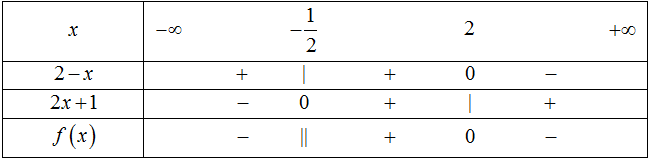 x −∞ −1/2 2 +∞
2−x + | + 0 −
2x+1 − 0 + | +
f(x) − || + 0 −